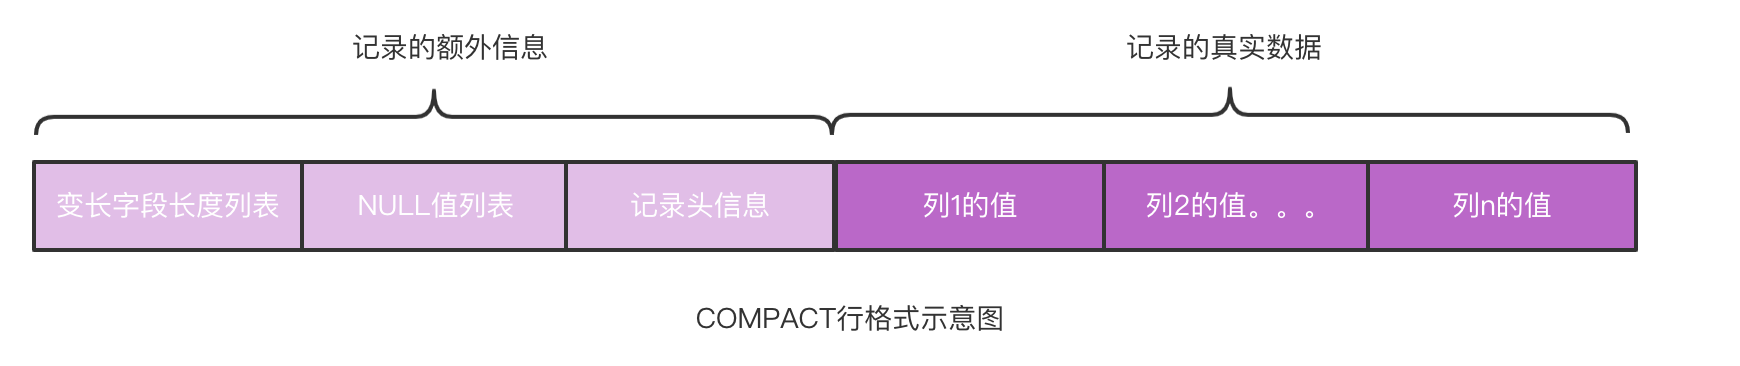 记录的额外信息
记录的真实数据
变长字段长度列表
NULL值列表
记录头信息
列1的值
列2的值。。。
列n的值
COMPACT行格式示意图